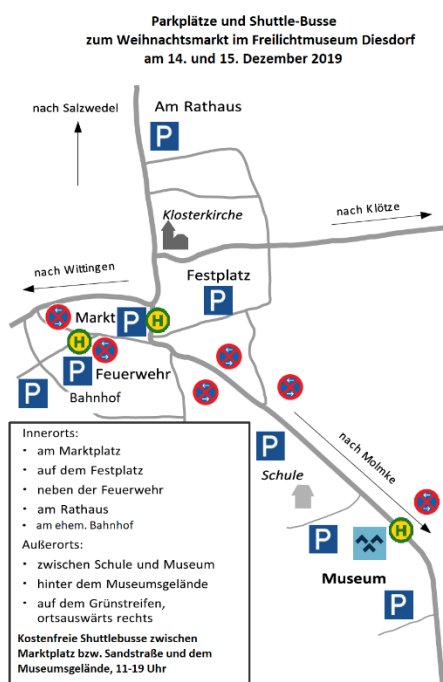 Parkplätze und Shuttle-Busse
zum Weihnachtsmarkt im Freilichtmuseum Diesdorf
am 14. und 15. Dezember 2019
nach Salzwedel
Am Rathaus
P
Klosterkirche
nach Klötze
nach Wittingen
Festplatz
P
Markt
P
H
H
P
Feuerwehr
P
Bahnhof
P
nach Molmke
Schule
H
P
Museum
P
Innerorts:
· am Marktplatz
· auf dem Festplatz
· neben der Feuerwehr
· am Rathaus
· am ehem. Bahnhof
Außerorts:
· zwischen Schule und Museum
· hinter dem Museumsgelände
· auf dem Grünstreifen,
ortsauswärts rechts
Kostenfreie Shuttlebusse zwischen
Marktplatz bzw. Sandstraße und dem
Museumsgelände, 11-19 Uhr